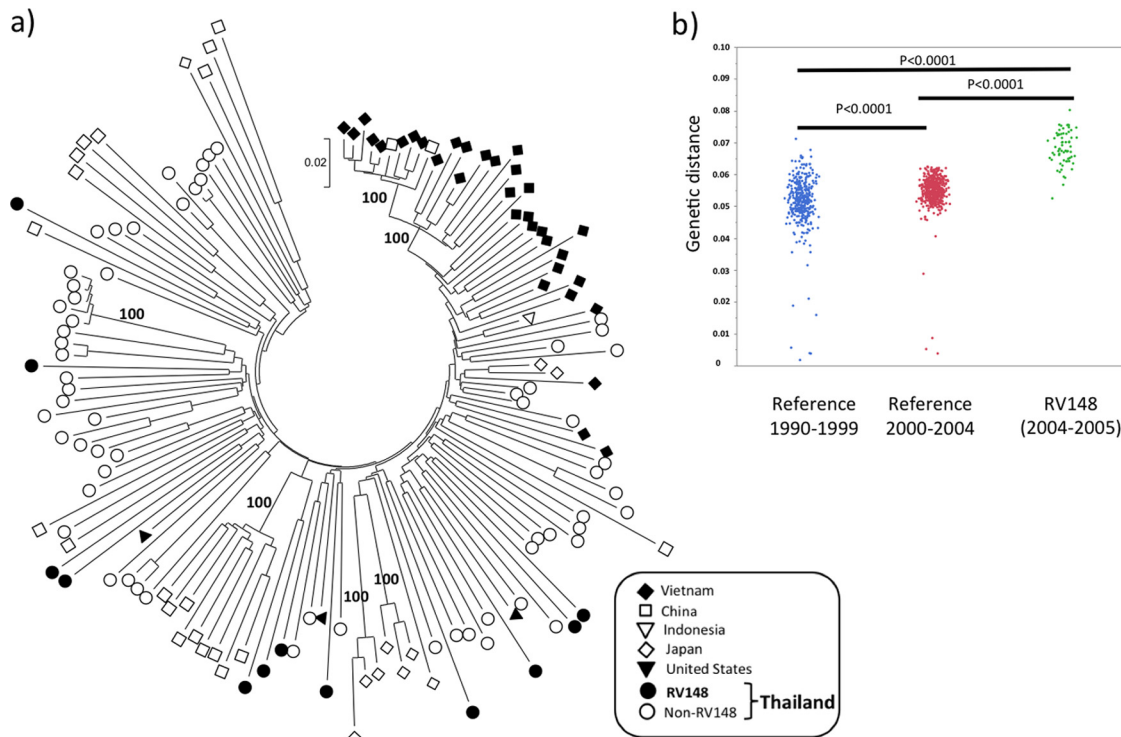 a)
0.02
100
100
100
100
100
100
Vietnam
China
Indonesia
Japan
United States
RV148
Non-RV148
Thailand
b)
Genetic distance
0.10
0.09
0.08
0.07
0.06
0.05
0.04
0.03
0.02
0.01
0
P<0.0001
P<0.0001
P<0.0001
Reference
1990-1999
Reference
2000-2004
RV148
(2004-2005)